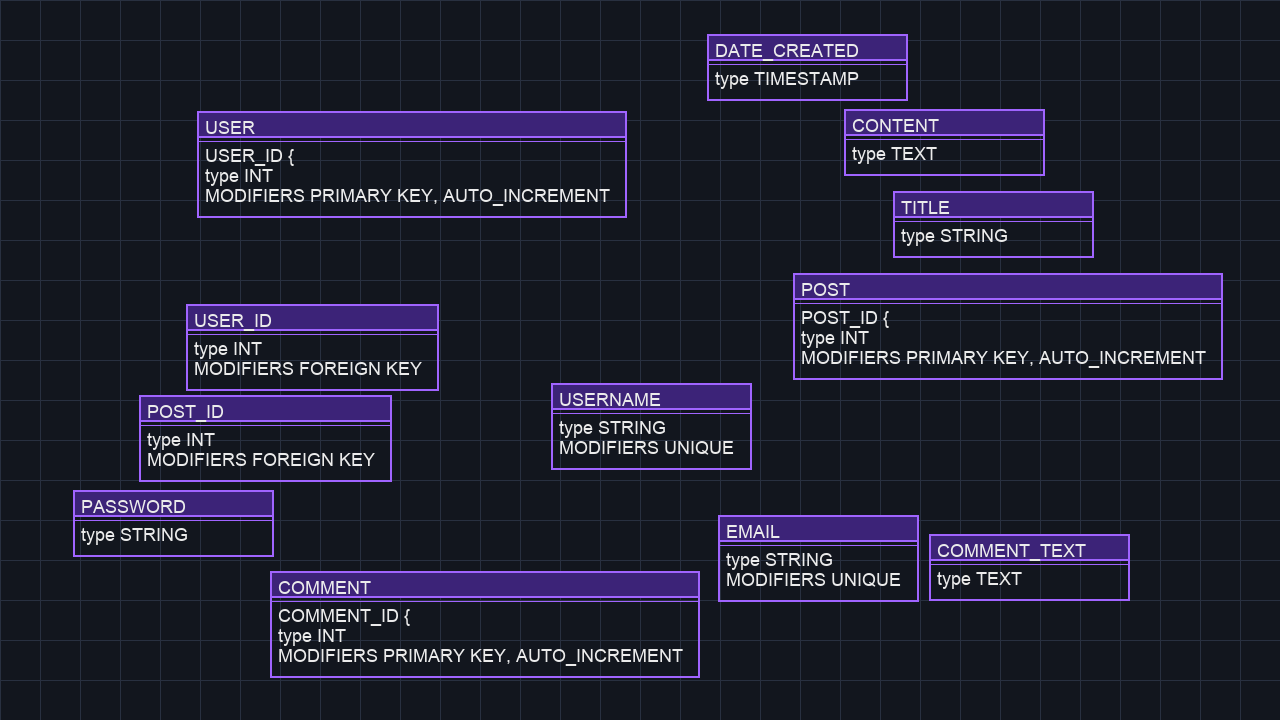 DATE_CREATED
type TIMESTAMP
CONTENT
type TEXT
USER
USER_ID {
type INT
MODIFIERS PRIMARY KEY, AUTO_INCREMENT
TITLE
type STRING
POST
POST_ID {
type INT
MODIFIERS PRIMARY KEY, AUTO_INCREMENT
USER_ID
type INT
MODIFIERS FOREIGN KEY
USERNAME
type STRING
MODIFIERS UNIQUE
POST_ID
type INT
MODIFIERS FOREIGN KEY
PASSWORD
type STRING
EMAIL
type STRING
MODIFIERS UNIQUE
COMMENT_TEXT
type TEXT
COMMENT
COMMENT_ID {
type INT
MODIFIERS PRIMARY KEY, AUTO_INCREMENT